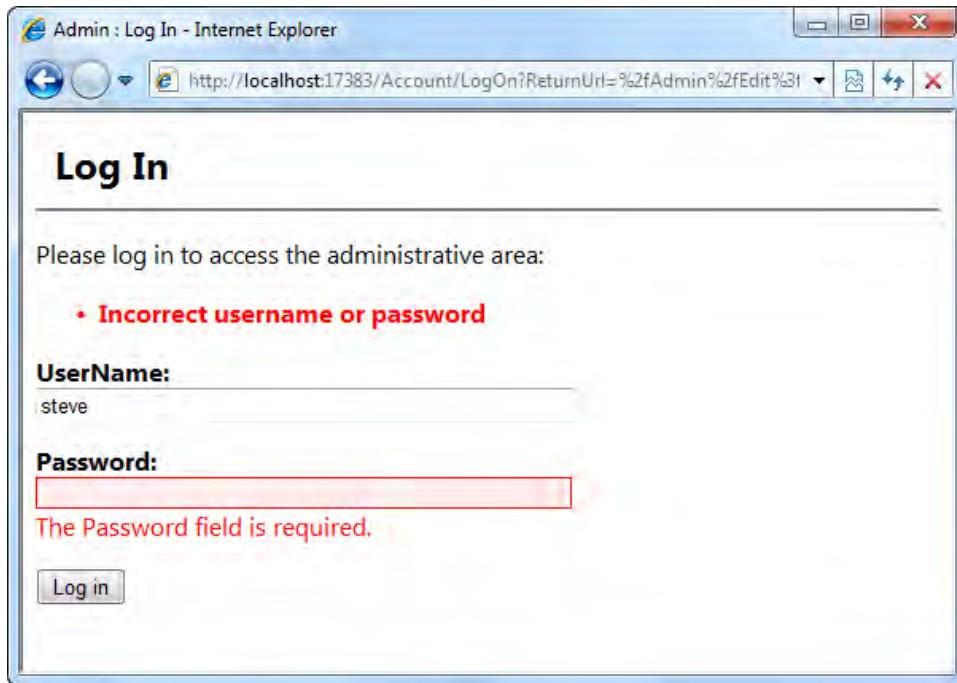 Admin : Log In - Internet Explorer
http://localhost:17383/Account/LogOn?ReturnUrl=%2fAdmin%2fEdit%3f
Log In
Please log in to access the administrative area:
• Incorrect username or password
UserName:
steve
Password:
The Password field is required.
Log in